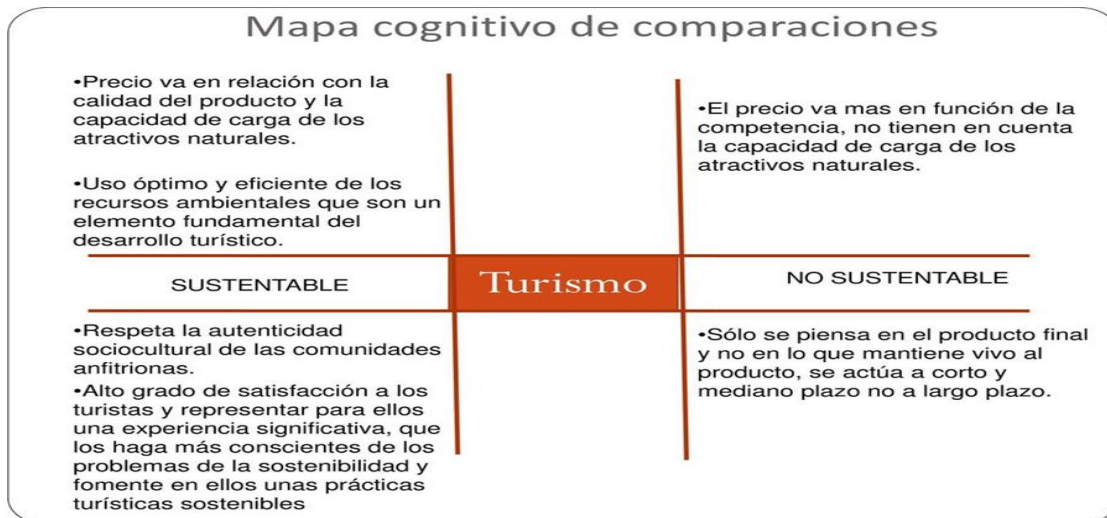 Mapa cognitivo de comparaciones
•Precio va en relación con la
calidad del producto y la
capacidad de carga de los
atractivos naturales.
•Uso óptimo y eficiente de los
recursos ambientales que son un
elemento fundamental del
desarrollo turístico.
•El precio va mas en función de la
competencia, no tienen en cuenta
la capacidad de carga de los
atractivos naturales.
SUSTENTABLE
Turismo
NO SUSTENTABLE
•Respeta la autenticidad
sociocultural de las comunidades
anfitrionas.
•Alto grado de satisfacción a los
turistas y representar para ellos
una experiencia significativa, que
los haga más conscientes de los
problemas de la sostenibilidad y
fomente en ellos unas prácticas
turísticas sostenibles
•Sólo se piensa en el producto final
y no en lo que mantiene vivo al
producto, se actúa a corto y
mediano plazo no a largo plazo.